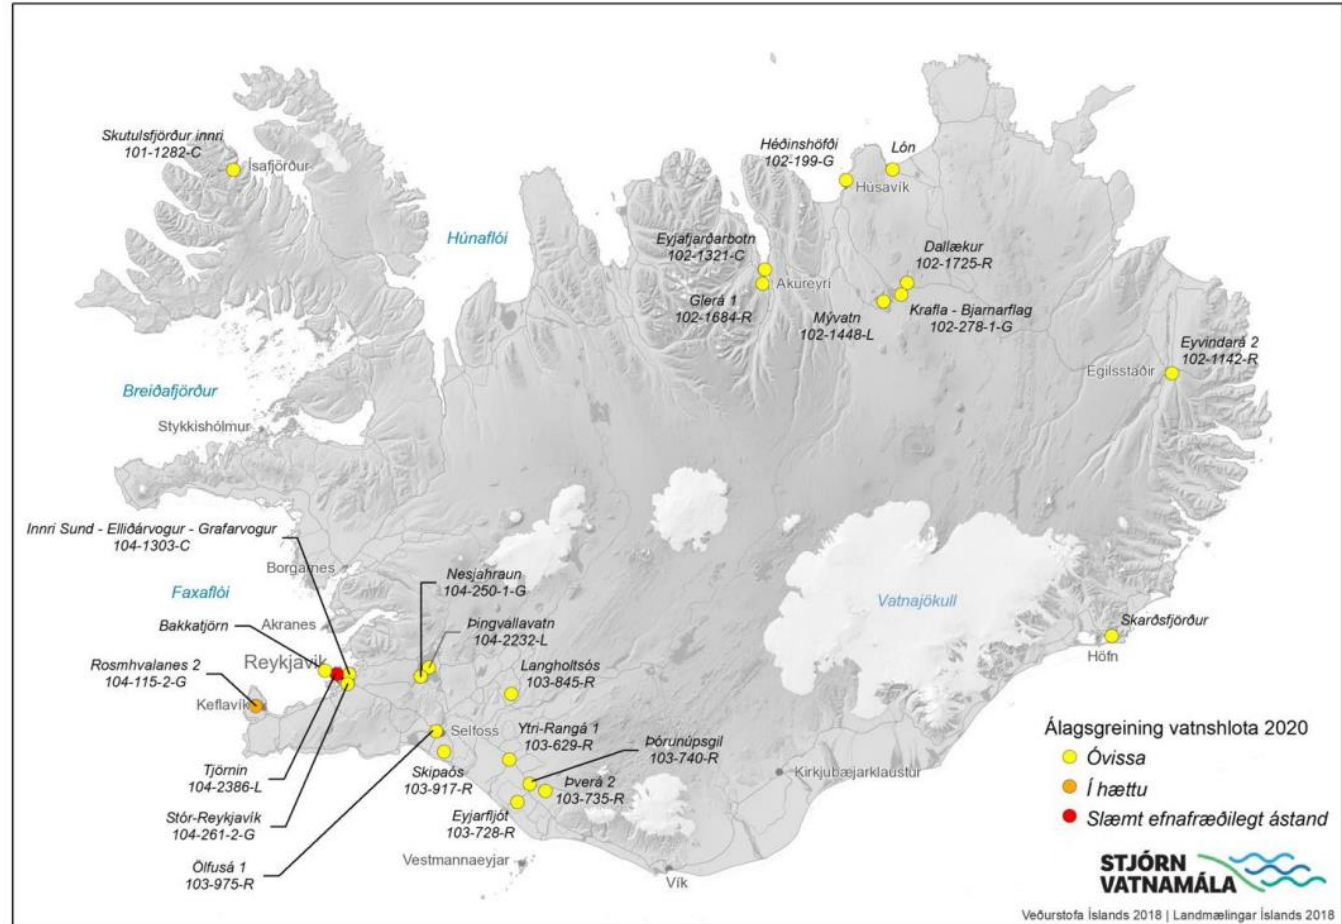 Skutulsfjörður innri
101-1282-C
Ísafjörður
Héðinshöfði
102-199-G
Lón
Húsavík
Húnaflói
Eyjafjarðarbotn
102-1321-C
Dallækur
102-1725-R
Akureyri
Glerá 1
102-1684-R
Mývatn
102-1448-L
Krafla - Bjarnarflag
102-278-1-G
Eyvindará 2
102-1142-R
Egilsstaðir
Breiðafjörður
Stykkishólmur
Innri Sund - Elliðárvogur - Grafarvogur
104-1303-C
Borgarnes
Nesjahraun
104-250-1-G
Faxaflói
Akranes
Þingvallavatn
104-2232-L
Bakkatjörn
Vatnajökull
Skarðsfjörður
Höfn
Reykjavík
Rosmhvalanes 2
104-115-2-G
Keflavík
Langholtsós
103-845-R
Selfoss
Ytri-Rangá 1
103-629-R
Þórunúpsgil
103-740-R
Tjörnin
104-2386-L
Skipaós
103-917-R
Þverá 2
103-735-R
Kirkjubæjarklaustur
Stór-Reykjavík
104-261-2-G
Eyjarfljót
103-728-R
Ölfusá 1
103-975-R
Vestmannaeyjar
Vík
Álagsgreining vatnshlota 2020
Óvissa
Í hættu
Slæmt efnafræðilegt ástand
STJÓRN
VATNAMÁLA
Veðurstofa Íslands 2018 | Landmælingar Íslands 2018